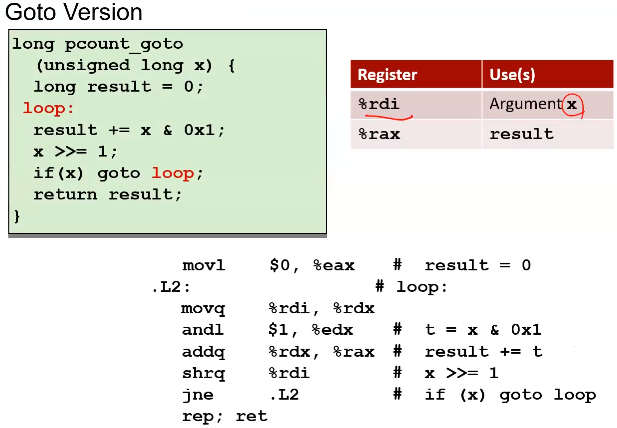 Goto Version
long pcount_goto
(unsigned long x) {
long result = 0;
loop:
result += x & 0x1;
x >>= 1;
if(x) goto loop;
return result;
}
Register Use(s)
%rdi Argument x
%rax result
movl $0, %eax # result = 0
.L2: # loop:
movq %rdi, %rdx
andl $1, %edx # t = x & 0x1
addq %rdx, %rax # result += t
shrq %rdi # x >>= 1
jne .L2 # if (x) goto loop
rep; ret